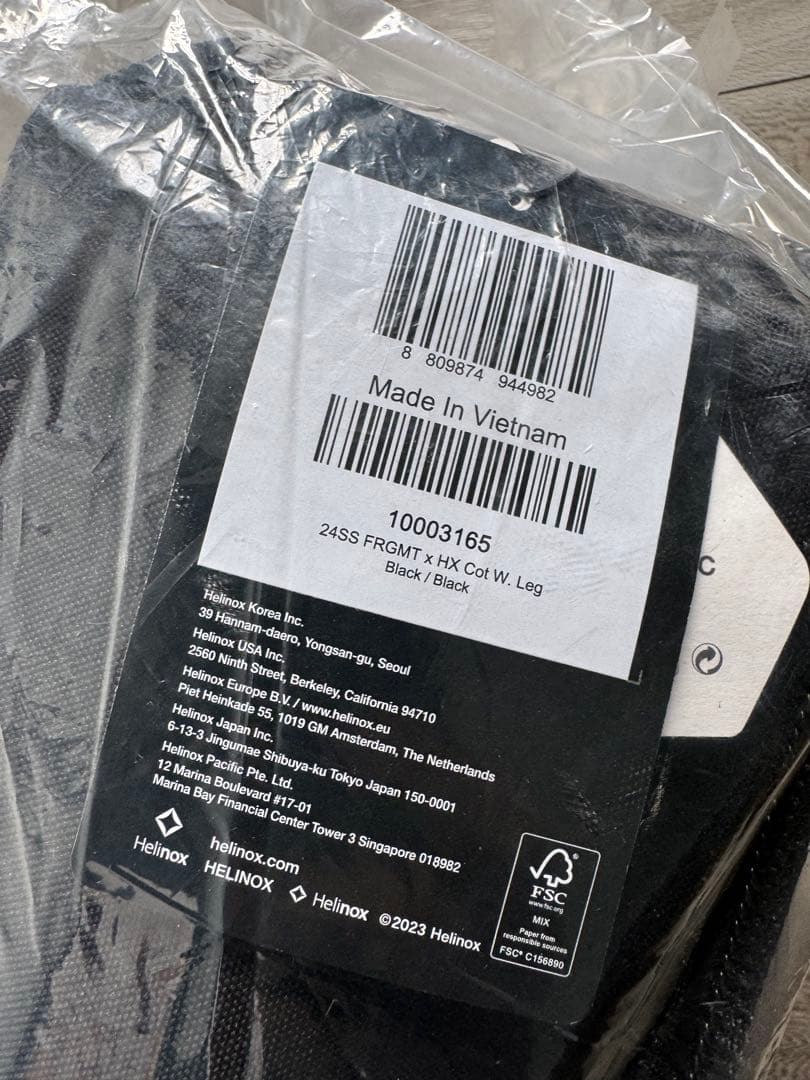 8 809874 944982
Made In Vietnam
10003165
24SS FRGMT x HX Cot W. Leg
Black / Black
Helinox Korea Inc.
39 Hannam-daero, Yongsan-gu, Seoul
Helinox USA Inc.
2560 Ninth Street, Berkeley, California 94710
Helinox Europe B.V. / www.helinox.eu
Piet Heinkade 55, 1019 GM Amsterdam, The Netherlands
Helinox Japan Inc.
6-13-3 Jingumae Shibuya-ku Tokyo Japan 150-0001
Helinox Pacific Pte. Ltd.
12 Marina Boulevard #17-01
Marina Bay Financial Center Tower 3 Singapore 018982
Helinox
helinox.com
HELINOX
Helinox
©2023 Helinox
FSC
www.fsc.org
MIX
Paper from
responsible sources
FSC® C156890
C